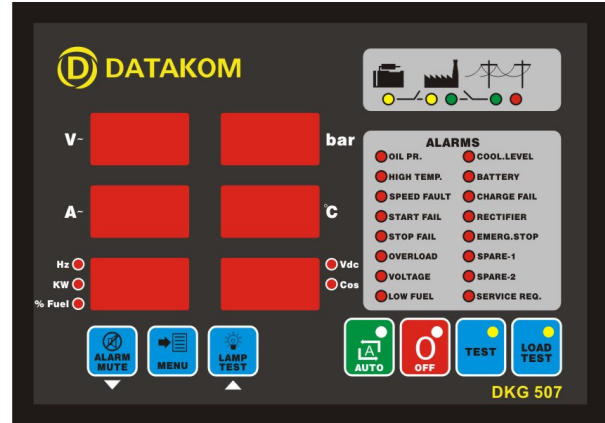 D DATAKOM
V~
bar
A~
°C
Hz
KW
% Fuel
Vdc
Cos
ALARMS
OIL PR.
COOL.LEVEL
HIGH TEMP.
BATTERY
SPEED FAULT
CHARGE FAIL
START FAIL
RECTIFIER
STOP FAIL
EMERG.STOP
OVERLOAD
SPARE-1
VOLTAGE
SPARE-2
LOW FUEL
SERVICE REQ.
ALARM
MUTE
MENU
LAMP
TEST
A
AUTO
O
OFF
TEST
LOAD
TEST
DKG 507